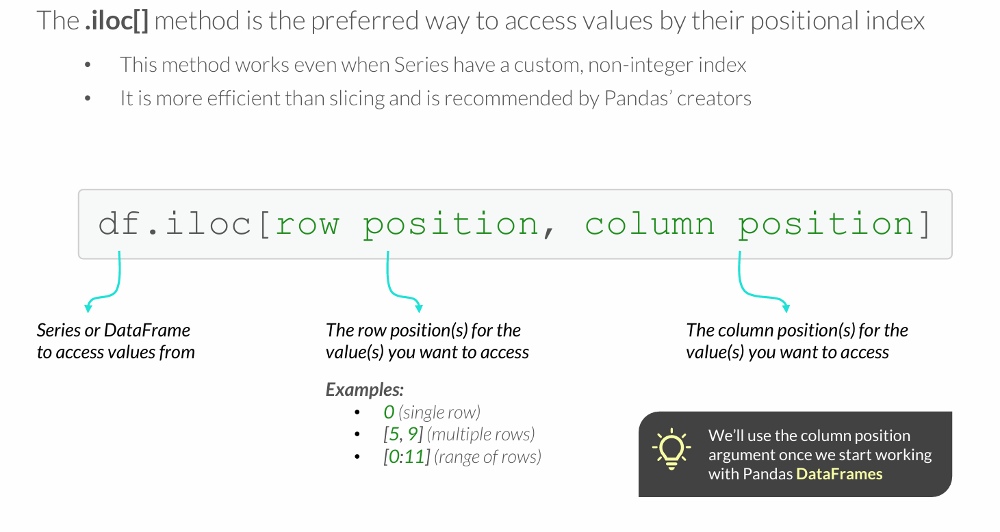 The .iloc[] method is the preferred way to access values by their positional index
• This method works even when Series have a custom, non-integer index
• It is more efficient than slicing and is recommended by Pandas’ creators
df.iloc[row position, column position]
Series or DataFrame
to access values from
The row position(s) for the
value(s) you want to access
Examples:
• 0 (single row)
• [5, 9] (multiple rows)
• [0:11] (range of rows)
The column position(s) for the
value(s) you want to access
We’ll use the column position
argument once we start working
with Pandas DataFrames